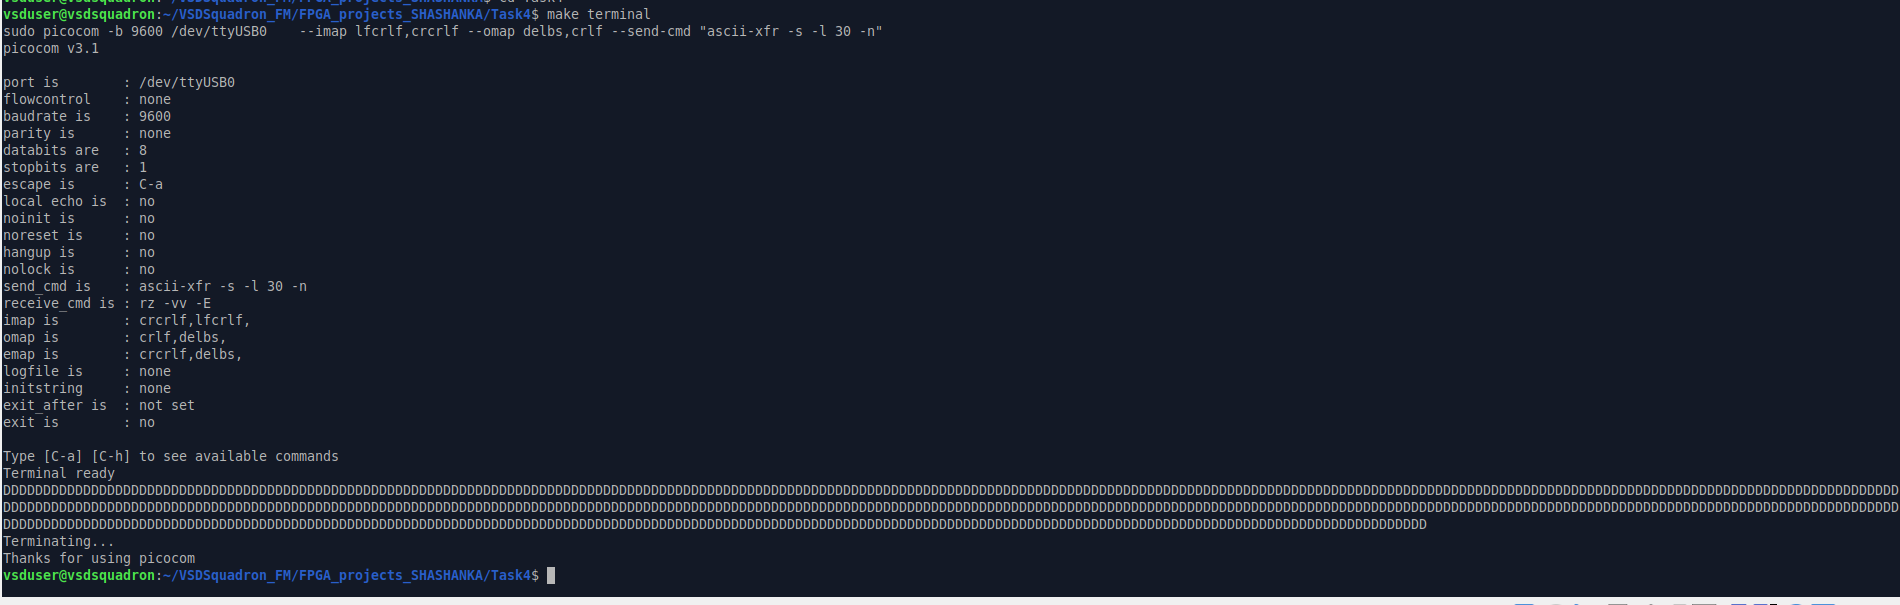 vsduser@vsdsquadron:~/VSDSquadron_FM/FPGA_projects_SHASHANKA/Task4$ make terminal
sudo picocom -b 9600 /dev/ttyUSB0    --imap lfcrlf,crcrlf --omap delbs,crlf --send-cmd "ascii-xfr -s -l 30 -n"
picocom v3.1

port is        : /dev/ttyUSB0
flowcontrol    : none
baudrate is    : 9600
parity is      : none
databits are   : 8
stopbits are   : 1
escape is      : C-a
local echo is  : no
noinit is      : no
noreset is     : no
hangup is      : no
nolock is      : no
send_cmd is    : ascii-xfr -s -l 30 -n
receive_cmd is : rz -vv -E
imap is        : crcrlf,lfcrlf,
omap is        : crlf,delbs,
emap is        : crcrlf,delbs,
logfile is     : none
initstring     : none
exit_after is  : not set
exit is        : no

Type [C-a] [C-h] to see available commands
Terminal ready
DDDDDDDDDDDDDDDDDDDDDDDDDDDDDDDDDDDDDDDDDDDDDDDDDDDDDDDDDDDDDDDDDDDDDDDDDDDDDDDDDDDDDDDDDDDDDDDDDDDDDDDDDDDDDDDDDDDDDDDDDDDDDDDDDDDDDDDDDDDDDDDDDDDDDDDDDDDDDDDDDDDDDDDDDDDDDDDDDDDDDDDDDDDDDDDDDDDDDDDDDDDDDDDDDDDDDDDDDDDDDDDDDDDDD
DDDDDDDDDDDDDDDDDDDDDDDDDDDDDDDDDDDDDDDDDDDDDDDDDDDDDDDDDDDDDDDDDDDDDDDDDDDDDDDDDDDDDDDDDDDDDDDDDDDDDDDDDDDDDDDDDDDDDDDDDDDDDDDDDDDDDDDDDDDDDDDDDDDDDDDDDDDDDDDDDDDDDDDDDDDDDDDDDDDDDDDDDDDDDDDDDDDDDDDDDDDDDDDDDDDDDDDDDDDDDDDDDDDDD
DDDDDDDDDDDDDDDDDDDDDDDDDDDDDDDDDDDDDDDDDDDDDDDDDDDDDDDDDDDDDDDDDDDDDDDDDDDDDDDDDDDDDDDDDDDDDDDDDDDDDDDDDDDDDDDDDDDDDDDDDDDDDDDDDDDDDDDDDDDDDDDDDDDDDDDDDDDDDDDDDDDDDDDDDDDDDD
Terminating...
Thanks for using picocom
vsduser@vsdsquadron:~/VSDSquadron_FM/FPGA_projects_SHASHANKA/Task4$